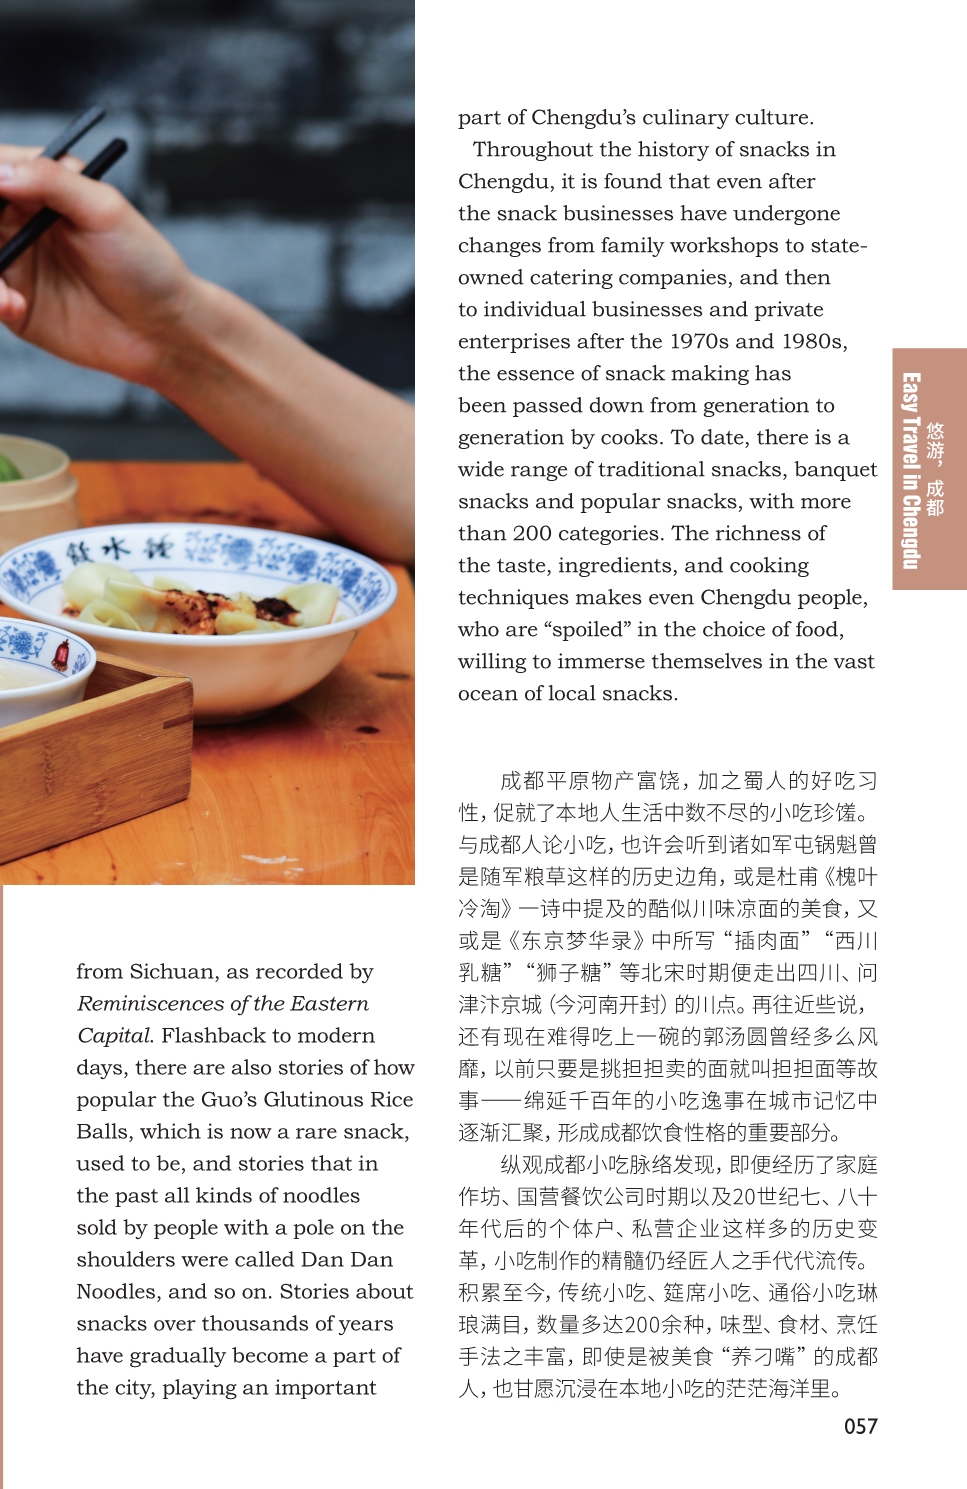 钟水饺
from Sichuan, as recorded by
Reminiscences of the Eastern
Capital. Flashback to modern
days, there are also stories of how
popular the Guo’s Glutinous Rice
Balls, which is now a rare snack,
used to be, and stories that in
the past all kinds of noodles
sold by people with a pole on the
shoulders were called Dan Dan
Noodles, and so on. Stories about
snacks over thousands of years
have gradually become a part of
the city, playing an important
part of Chengdu’s culinary culture.
Throughout the history of snacks in
Chengdu, it is found that even after
the snack businesses have undergone
changes from family workshops to state-
owned catering companies, and then
to individual businesses and private
enterprises after the 1970s and 1980s,
the essence of snack making has
been passed down from generation to
generation by cooks. To date, there is a
wide range of traditional snacks, banquet
snacks and popular snacks, with more
than 200 categories. The richness of
the taste, ingredients, and cooking
techniques makes even Chengdu people,
who are “spoiled” in the choice of food,
willing to immerse themselves in the vast
ocean of local snacks.
成都平原物产富饶，加之蜀人的好吃习
性，促就了本地人生活中数不尽的小吃珍馐。
与成都人论小吃，也许会听到诸如军屯锅魁曾
是随军粮草这样的历史边角，或是杜甫《槐叶
冷淘》一诗中提及的酷似川味凉面的美食，又
或是《东京梦华录》中所写“插肉面”“西川
乳糖”“狮子糖”等北宋时期便走出四川、问
津汴京城（今河南开封）的川点。再往近些说，
还有现在难得吃上一碗的郭汤圆曾经多么风
靡，以前只要是挑担担卖的面就叫担担面等故
事——绵延千百年的小吃逸事在城市记忆中
逐渐汇聚，形成成都饮食性格的重要部分。
纵观成都小吃脉络发现，即便经历了家庭
作坊、国营餐饮公司时期以及20世纪七、八十
年代后的个体户、私营企业这样多的历史变
革，小吃制作的精髓仍经匠人之手代代流传。
积累至今，传统小吃、筵席小吃、通俗小吃琳
琅满目，数量多达200余种，味型、食材、烹饪
手法之丰富，即使是被美食“养刁嘴”的成都
人，也甘愿沉浸在本地小吃的茫茫海洋里。
悠游，成都
Easy Travel in Chengdu
057